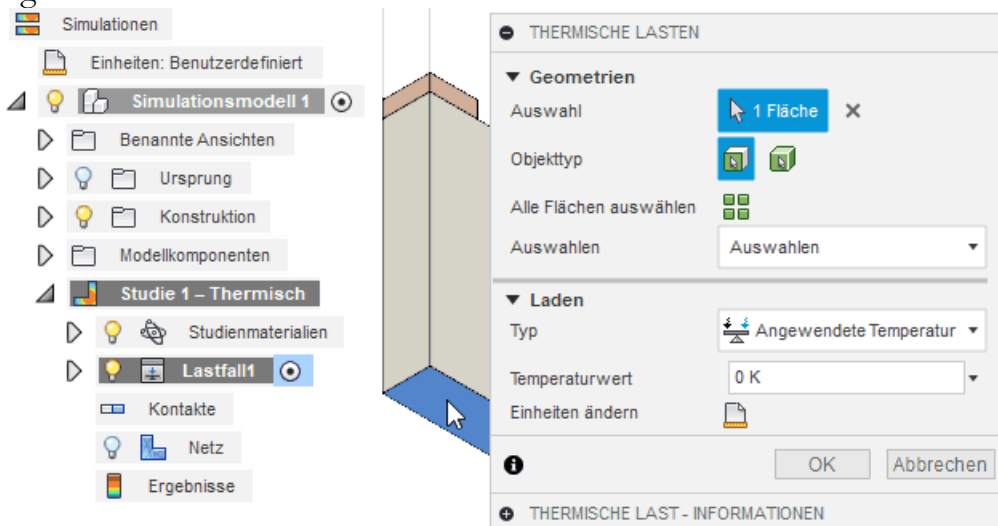 Simulationen
Einheiten: Benutzerdefiniert
Simulationsmodell 1
Benannte Ansichten
Ursprung
Konstruktion
Modellkomponenten
Studie 1 – Thermisch
Studienmaterialien
Lastfall1
Kontakte
Netz
Ergebnisse
THERMISCHE LASTEN
Geometrien
Auswahl 1 Fläche
Objekttyp
Alle Flächen auswählen
Auswahlen Auswahlen
Laden
Typ Angewendete Temperatur
Temperaturwert 0 K
Einheiten ändern
OK Abbrechen
THERMISCHE LAST - INFORMATIONEN